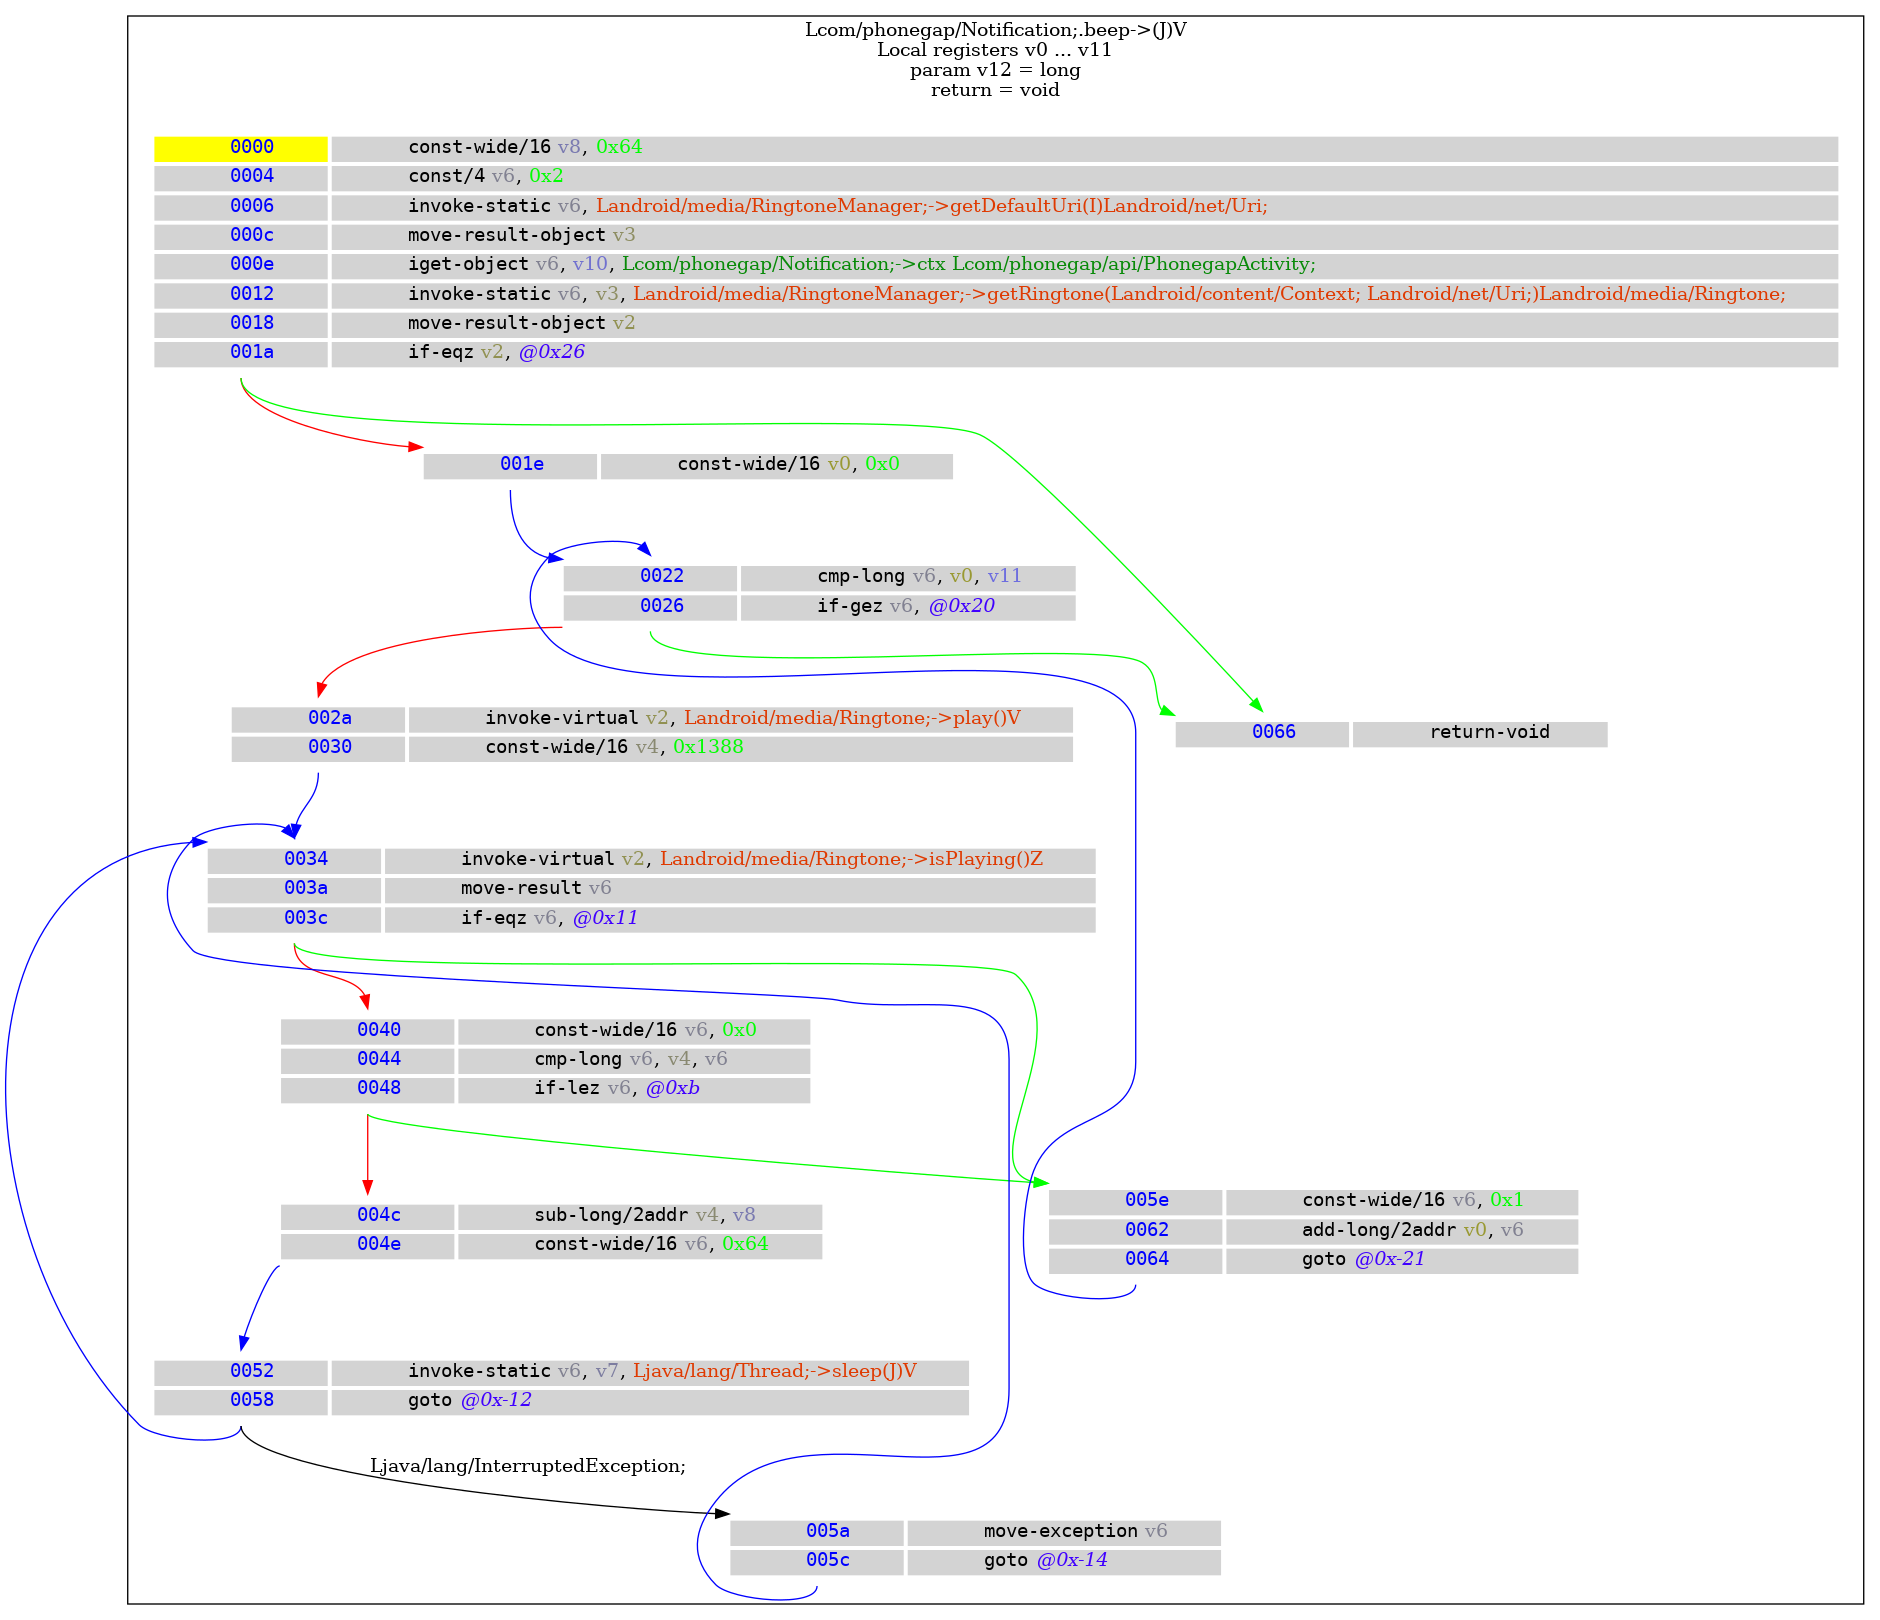 Lcom/phonegap/Notification;.beep->(J)V
Local registers v0 ... v11
param v12 = long
return = void
0000 const-wide/16 v8, 0x64
0004 const/4 v6, 0x2
0006 invoke-static v6, Landroid/media/RingtoneManager;->getDefaultUri(I)Landroid/net/Uri;
000c move-result-object v3
000e iget-object v6, v10, Lcom/phonegap/Notification;->ctx Lcom/phonegap/api/PhonegapActivity;
0012 invoke-static v6, v3, Landroid/media/RingtoneManager;->getRingtone(Landroid/content/Context; Landroid/net/Uri;)Landroid/media/Ringtone;
0018 move-result-object v2
001a if-eqz v2, @0x26
001e const-wide/16 v0, 0x0
0022 cmp-long v6, v0, v11
0026 if-gez v6, @0x20
002a invoke-virtual v2, Landroid/media/Ringtone;->play()V
0030 const-wide/16 v4, 0x1388
0066 return-void
0034 invoke-virtual v2, Landroid/media/Ringtone;->isPlaying()Z
003a move-result v6
003c if-eqz v6, @0x11
0040 const-wide/16 v6, 0x0
0044 cmp-long v6, v4, v6
0048 if-lez v6, @0xb
004c sub-long/2addr v4, v8
004e const-wide/16 v6, 0x64
005e const-wide/16 v6, 0x1
0062 add-long/2addr v0, v6
0064 goto @0x-21
0052 invoke-static v6, v7, Ljava/lang/Thread;->sleep(J)V
0058 goto @0x-12
Ljava/lang/InterruptedException;
005a move-exception v6
005c goto @0x-14